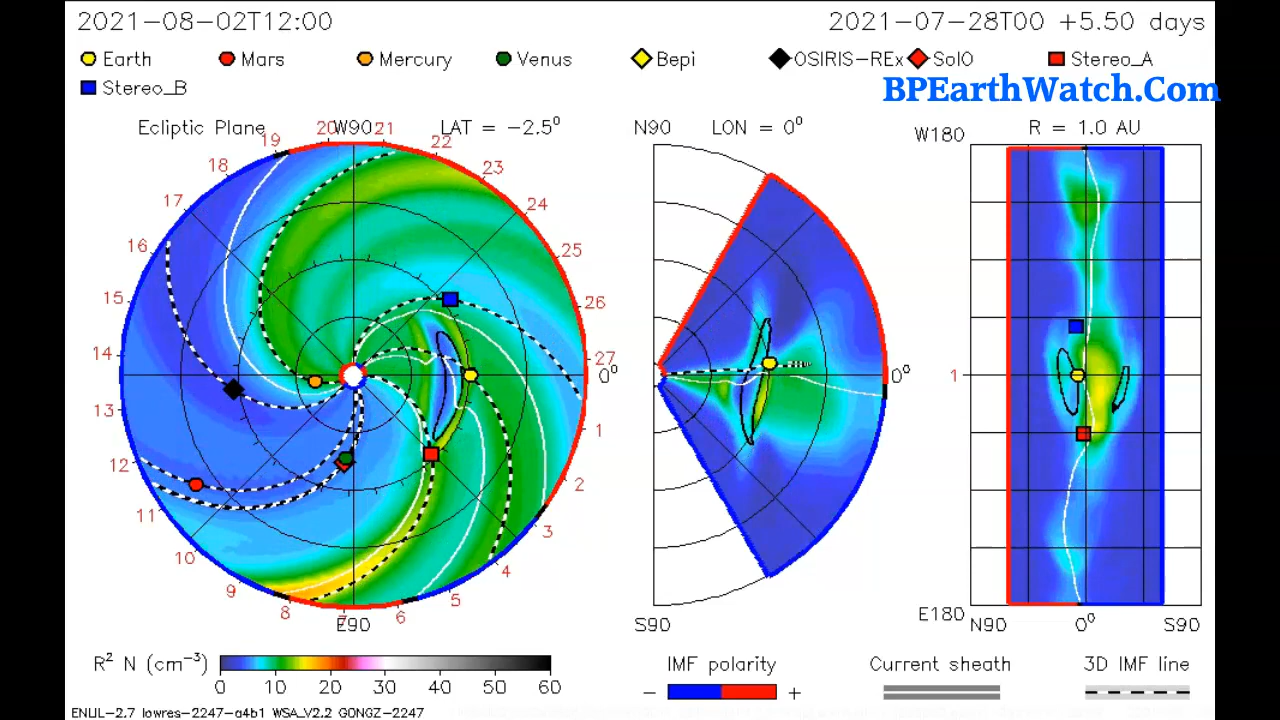 2021-08-02T12:00 2021-07-28T00 +5.50 days
Earth Mars Mercury Venus Bepi OSIRIS-REx SolO Stereo_A
Stereo_B
BPEarthWatch.Com
Ecliptic Plane W90 LAT = -2.5° N90 LON = 0° W180 R = 1.0 AU
19 20 21 22
18 23
17 24
16 25
15 26
14 27 0° 0° 1
13 1
12 2
11 3
10 4
9 8 7 6 5
E90 S90 E180 N90 0° S90
R² N (cm⁻³)
0 10 20 30 40 50 60
IMF polarity Current sheath 3D IMF line
- +
ENLIL-2.7 lowres-2247-a4b1 WSA_V2.2 GONGZ-2247